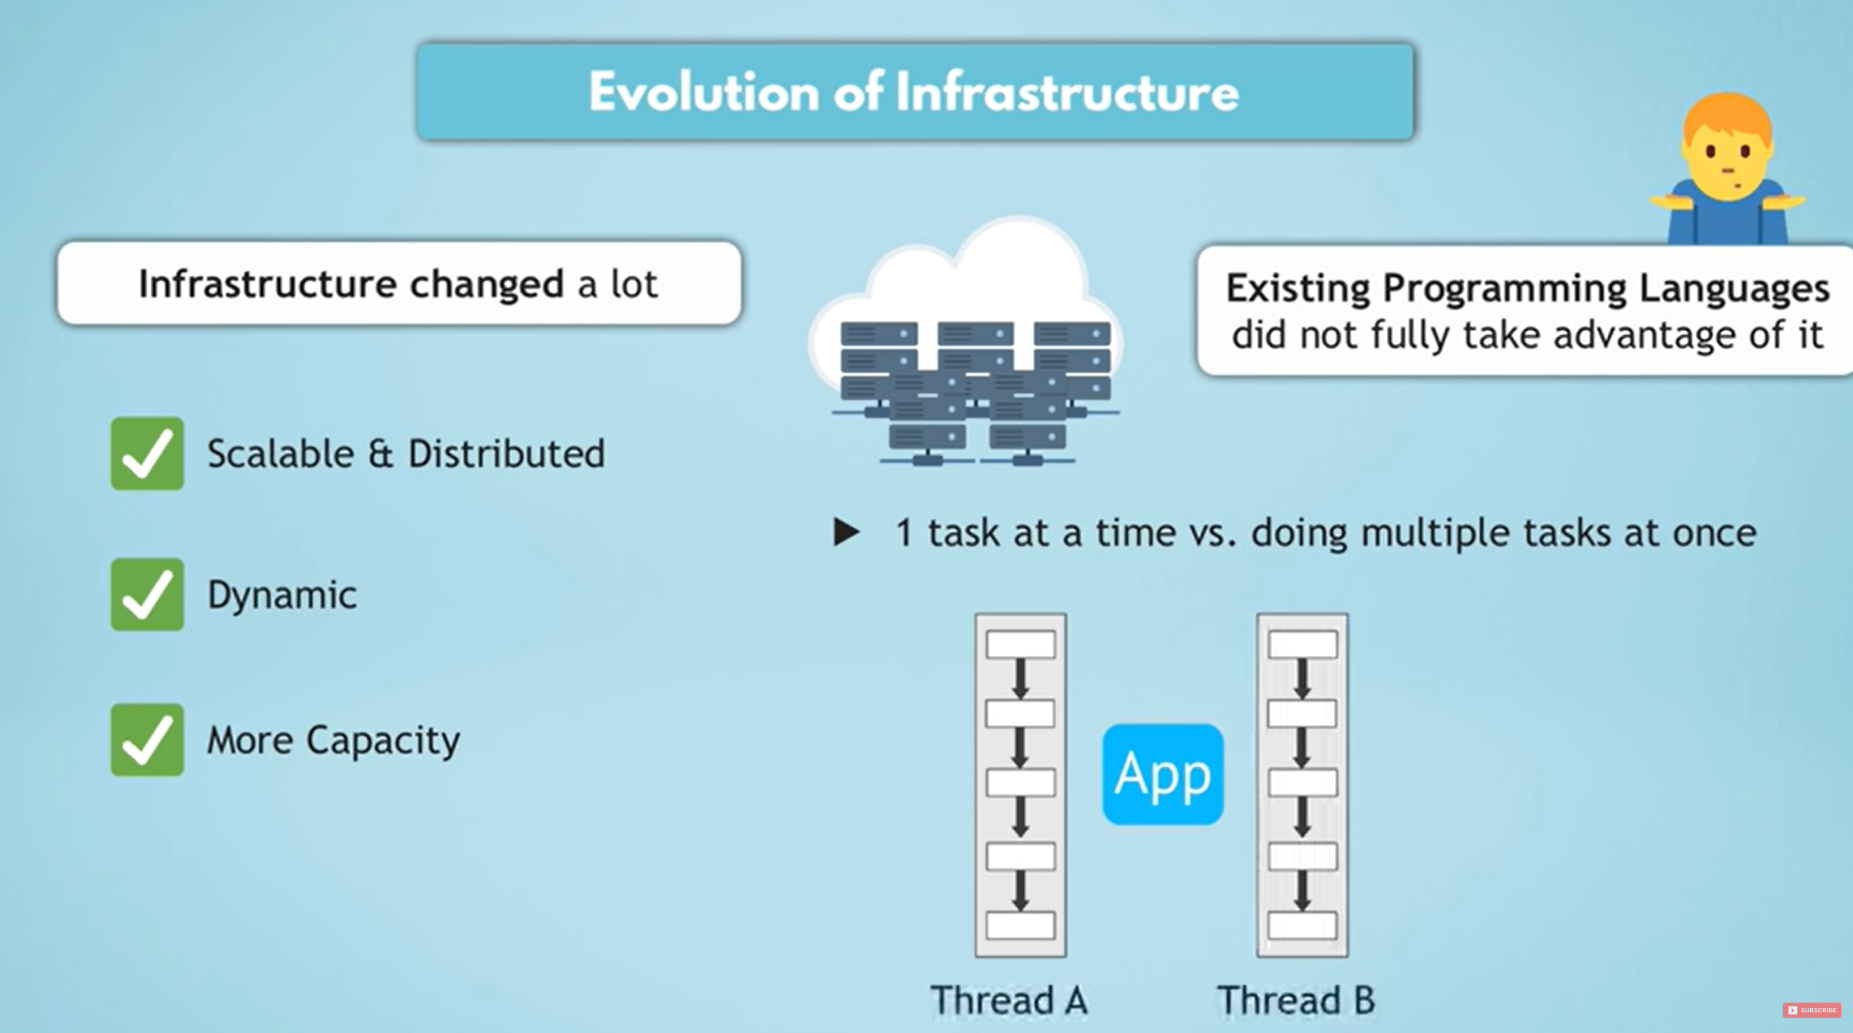 Evolution of Infrastructure
Infrastructure changed a lot
Existing Programming Languages
did not fully take advantage of it
Scalable & Distributed
Dynamic
More Capacity
1 task at a time vs. doing multiple tasks at once
App
Thread A
Thread B
SUBSCRIBE